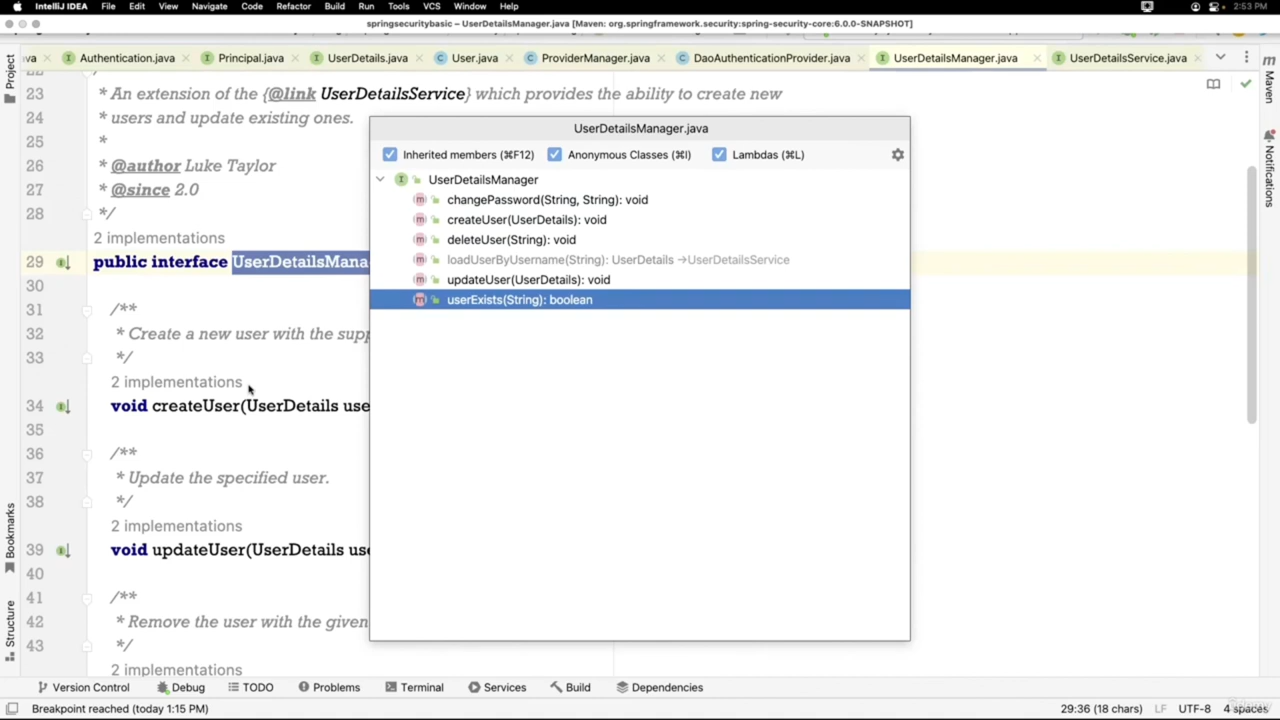 IntelliJ IDEA File Edit View Navigate Code Refactor Build Run Tools VCS Window Help 2:53 PM
springsecuritybasic – UserDetailsManager.java [Maven: org.springframework.security:spring-security-core:6.0.0-SNAPSHOT]
va Authentication.java Principal.java UserDetails.java User.java ProviderManager.java DaoAuthenticationProvider.java UserDetailsManager.java UserDetailsService.java
Project
Maven
Notifications
Bookmarks
Structure
23 * An extension of the {@link UserDetailsService} which provides the ability to create new
24 * users and update existing ones.
25 *
26 * @author Luke Taylor
27 * @since 2.0
28 */
2 implementations
29 public interface UserDetailsMana
30
31 /**
32 * Create a new user with the supp
33 */
2 implementations
34 void createUser(UserDetails use
35
36 /**
37 * Update the specified user.
38 */
2 implementations
39 void updateUser(UserDetails use
40
41 /**
42 * Remove the user with the given
43 */
2 implementations
UserDetailsManager.java
Inherited members (⌘F12) Anonymous Classes (⌘I) Lambdas (⌘L)
UserDetailsManager
changePassword(String, String): void
createUser(UserDetails): void
deleteUser(String): void
loadUserByUsername(String): UserDetails →UserDetailsService
updateUser(UserDetails): void
userExists(String): boolean
Version Control Debug TODO Problems Terminal Services Build Dependencies
Breakpoint reached (today 1:15 PM) 29:36 (18 chars) LF UTF-8 4 spaces